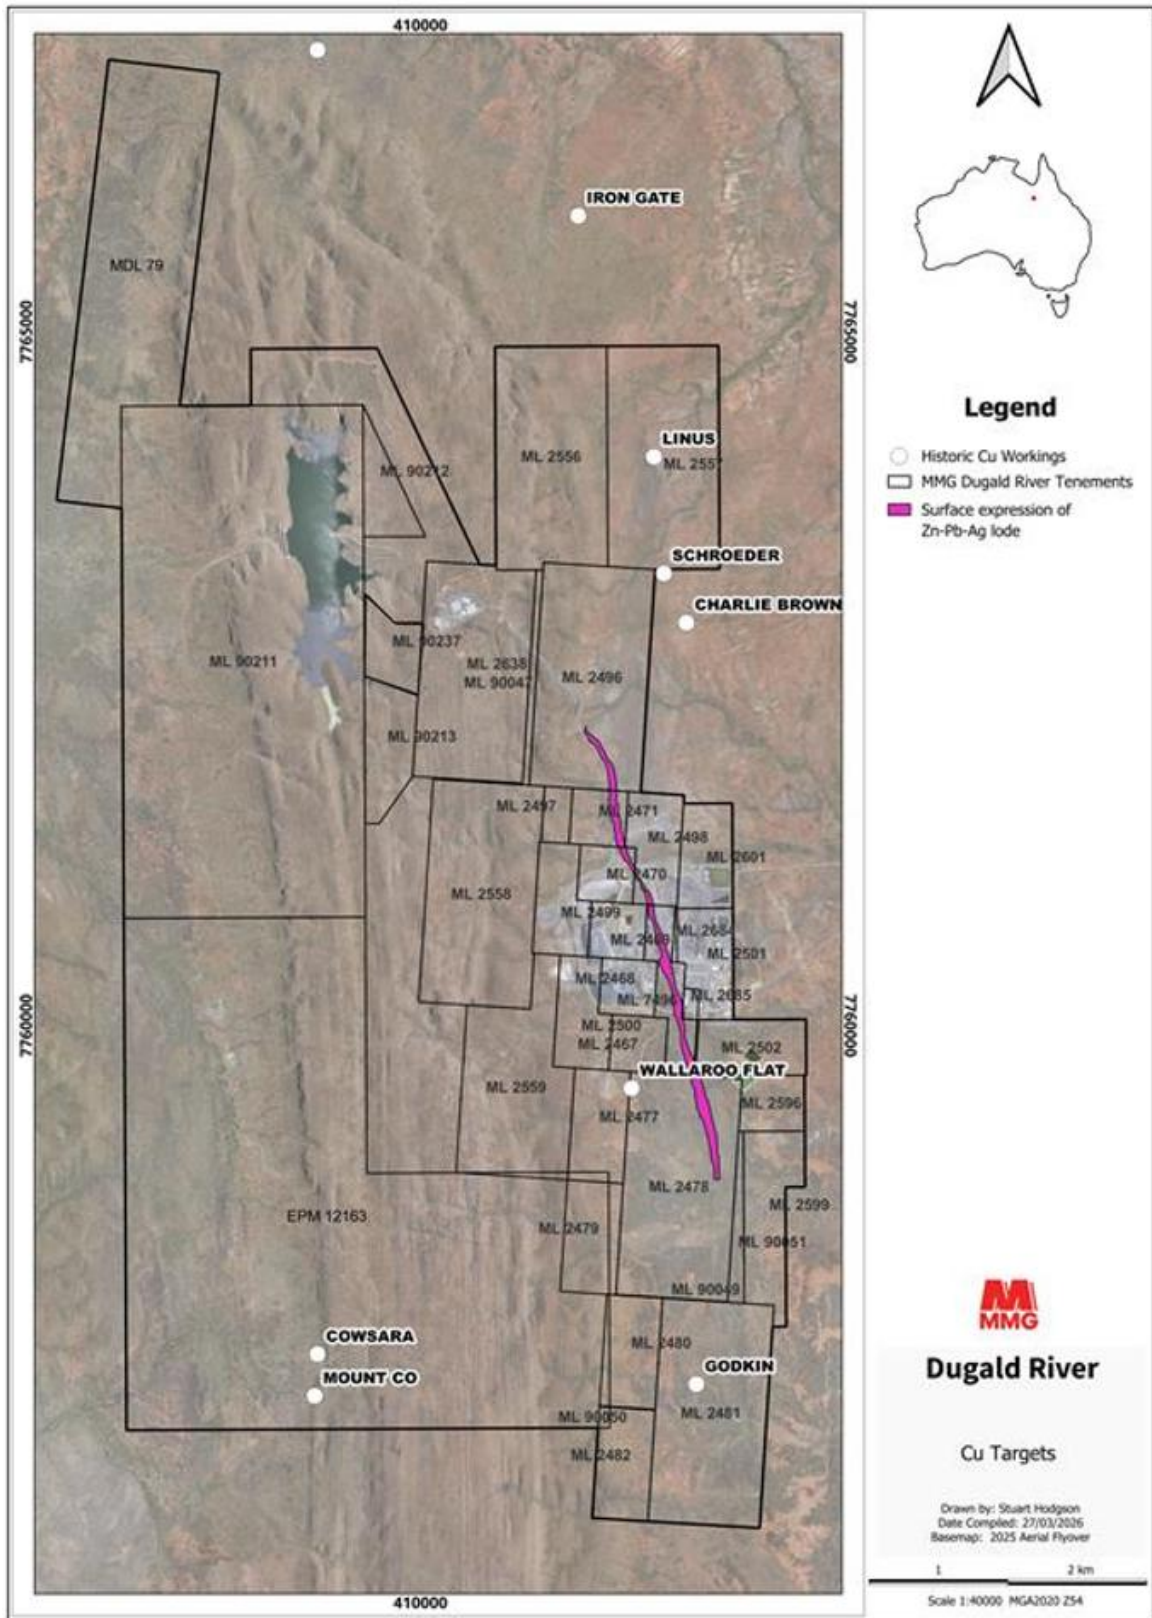 410000
IRON GATE
MDL 79
7765000
7765000
LINUS
ML 2556
ML 2557
ML 90212
SCHROEDER
CHARLIE BROWN
ML 90237
ML 90211
ML 2638
ML 90047
ML 2496
ML 90213
ML 2497
ML 2471
ML 2498
ML 2601
ML 2470
ML 2558
ML 2499
ML 2684
ML 2501
ML 2468
ML 2685
ML 7496
7760000
7760000
ML 2500
ML 2467
ML 2502
WALLAROO FLAT
ML 2559
ML 2596
ML 2477
ML 2478
EPM 12163
ML 2479
ML 2599
ML 90051
ML 90049
COWSARA
ML 2480
MOUNT CO
GODKIN
ML 90050
ML 2481
ML 2482
410000
Legend
Historic Cu Workings
MMG Dugald River Tenements
Surface expression of
Zn-Pb-Ag lode
MMG
Dugald River
Cu Targets
Drawn by: Stuart Hodgson
Date Compiled: 27/03/2026
Basemap: 2025 Aerial Flyover
1 2 km
Scale 1:40000 MGA2020 Z54